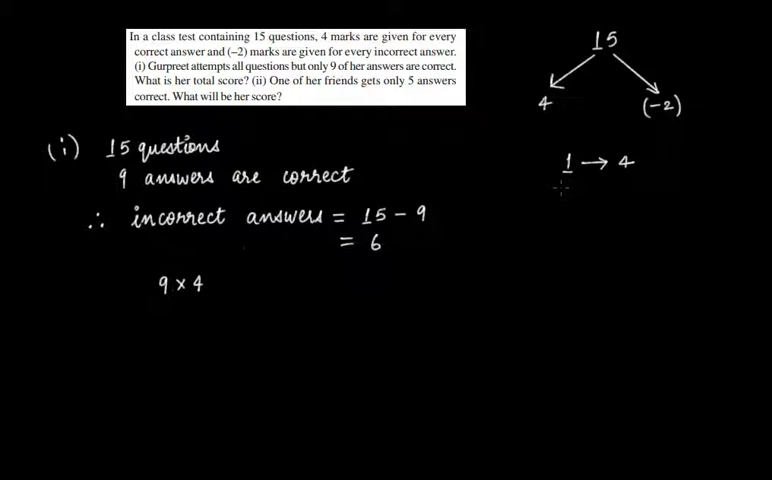 In a class test containing 15 questions, 4 marks are given for every
correct answer and (–2) marks are given for every incorrect answer.
(i) Gurpreet attempts all questions but only 9 of her answers are correct.
What is her total score? (ii) One of her friends gets only 5 answers
correct. What will be her score?
15
4 (-2)
(i) 15 questions
1 → 4
9 answers are correct
∴ incorrect answers = 15 - 9
= 6
9 × 4